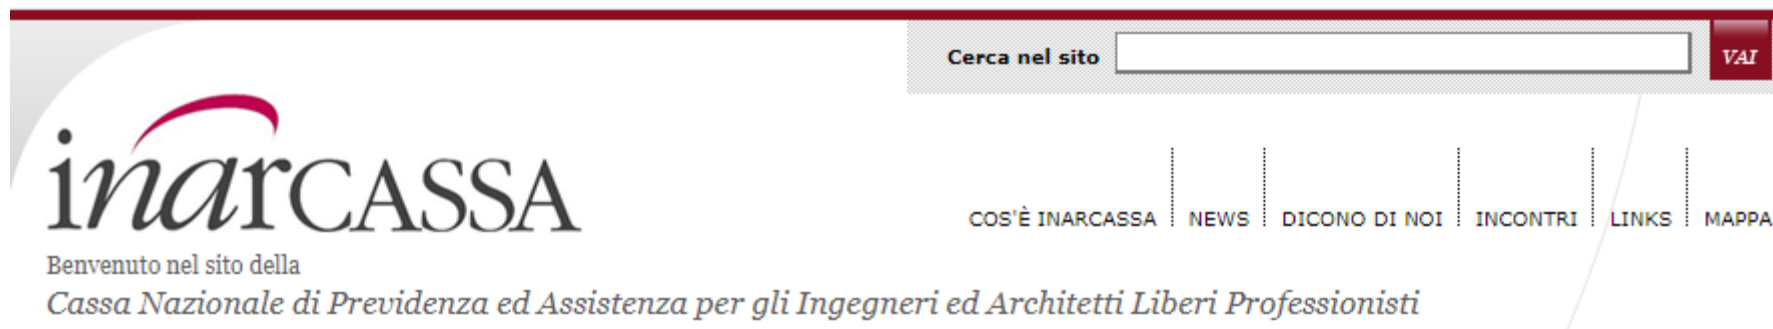 Cerca nel sito VAI
inarCASSA
COS'È INARCASSA NEWS DICONO DI NOI INCONTRI LINKS MAPPA
Benvenuto nel sito della
Cassa Nazionale di Previdenza ed Assistenza per gli Ingegneri ed Architetti Liberi Professionisti